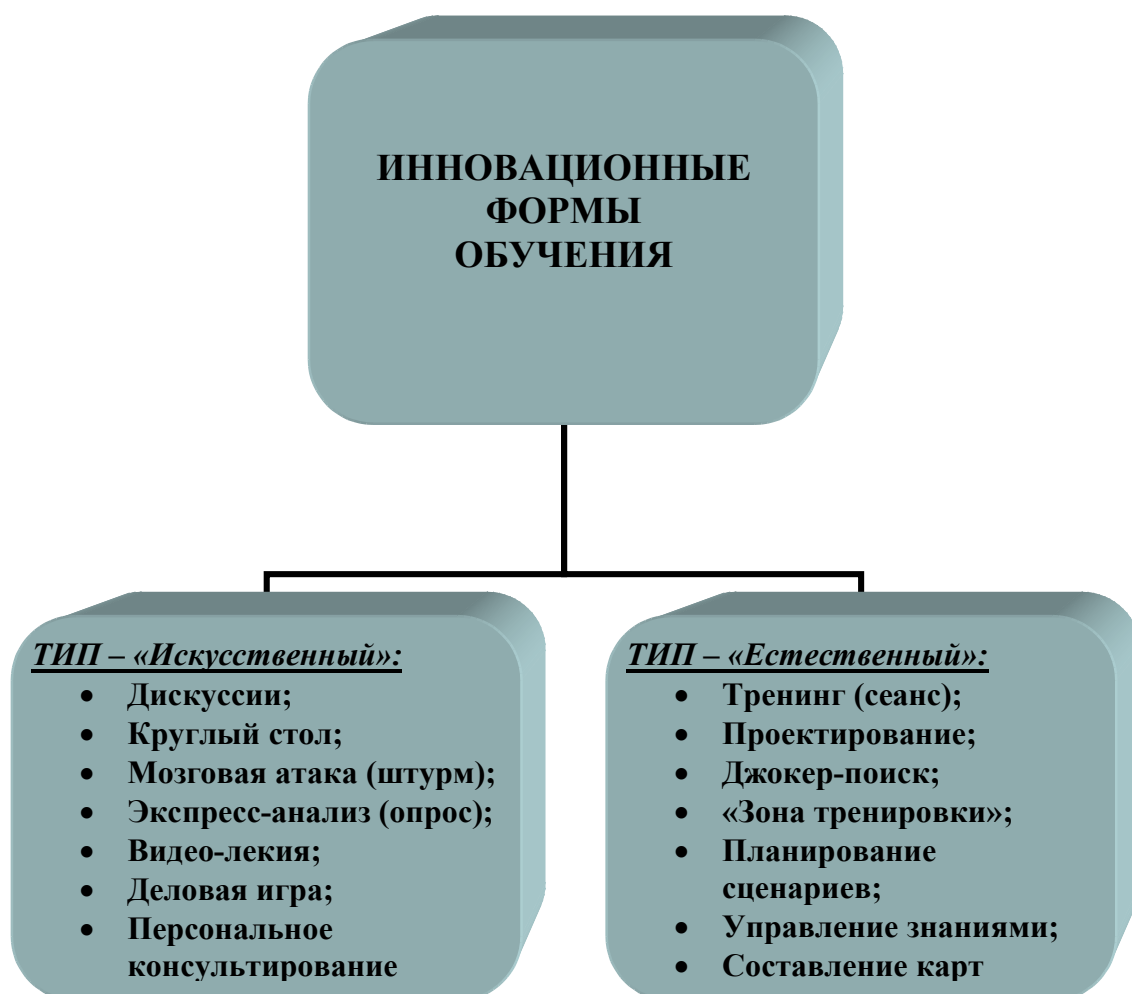 ИННОВАЦИОННЫЕ
ФОРМЫ
ОБУЧЕНИЯ
ТИП – «Искусственный»:
• Дискуссии;
• Круглый стол;
• Мозговая атака (штурм);
• Экспресс-анализ (опрос);
• Видео-лекия;
• Деловая игра;
• Персональное
консультирование
ТИП – «Естественный»:
• Тренинг (сеанс);
• Проектирование;
• Джокер-поиск;
• «Зона тренировки»;
• Планирование
сценариев;
• Управление знаниями;
• Составление карт